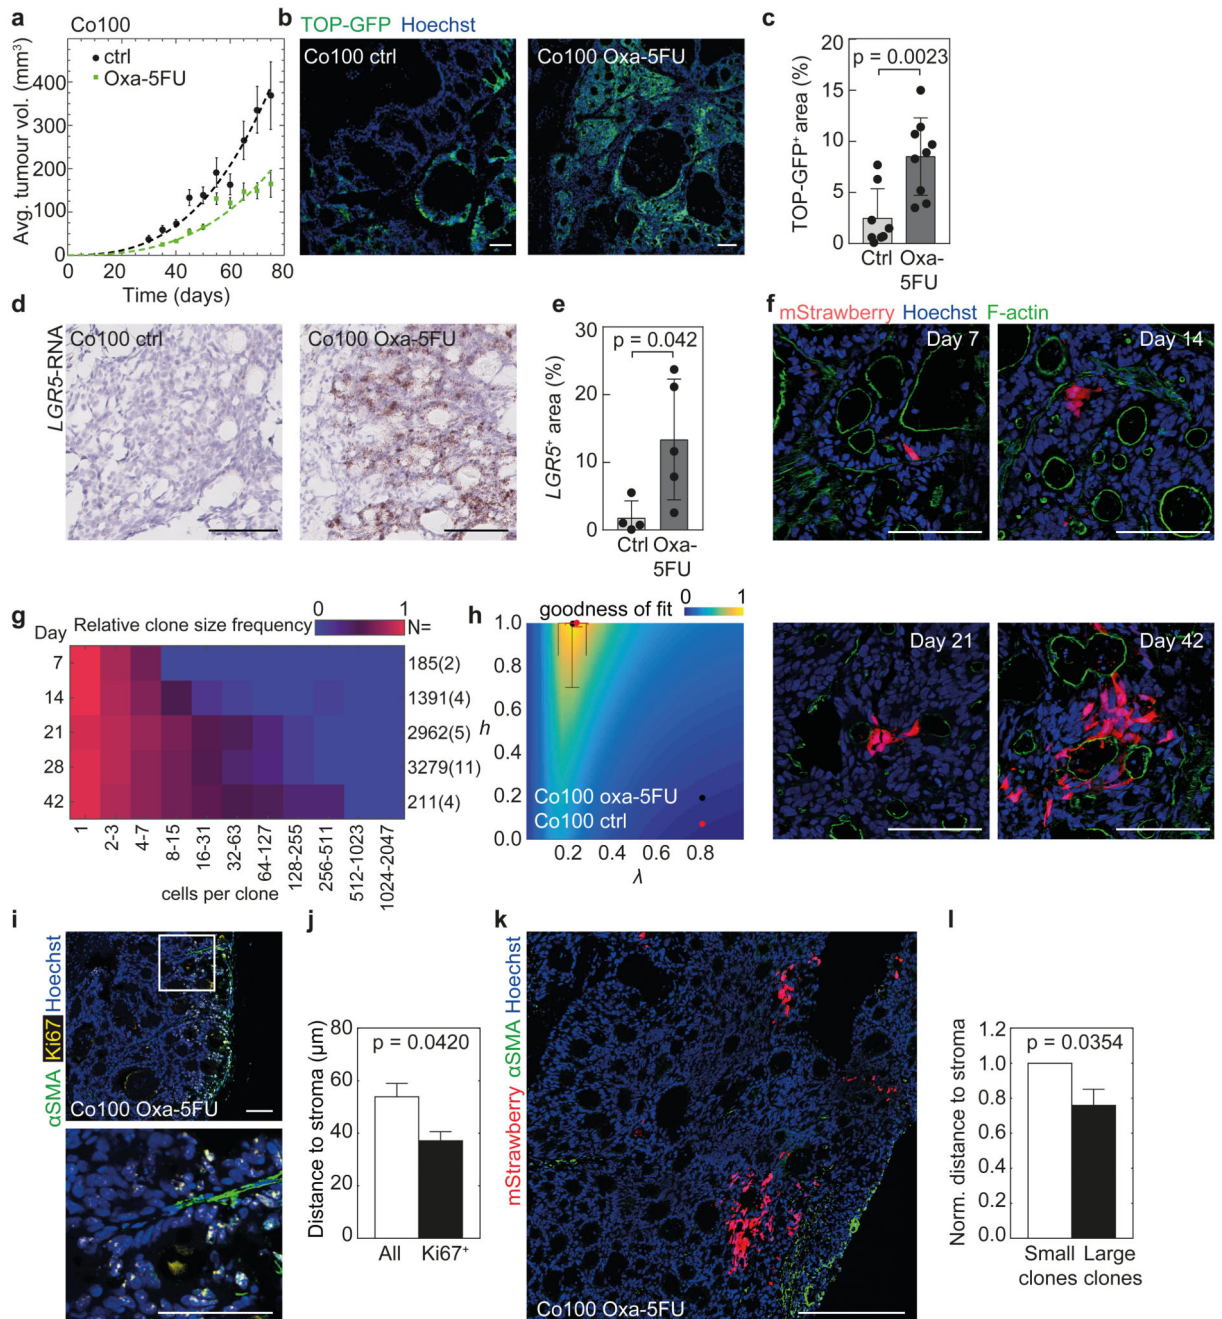 a
Co100
ctrl
Oxa-5FU
Avg. tumour vol. (mm³)
400
300
200
100
0
0 20 40 60 80
Time (days)
b
TOP-GFP Hoechst
Co100 ctrl
Co100 Oxa-5FU
c
p = 0.0023
TOP-GFP⁺ area (%)
20
15
10
5
0
Ctrl Oxa-
5FU
d
LGR5-RNA
Co100 ctrl
Co100 Oxa-5FU
e
p = 0.042
LGR5⁺ area (%)
30
20
10
0
Ctrl Oxa-
5FU
f
mStrawberry Hoechst F-actin
Day 7
Day 14
Day 21
Day 42
g
Relative clone size frequency
0 1
Day
N=
7 185(2)
14 1391(4)
21 2962(5)
28 3279(11)
42 211(4)
1
2-3
4-7
8-15
16-31
32-63
64-127
128-255
256-511
512-1023
1024-2047
cells per clone
h
goodness of fit
0 1
1.0
0.8
0.6
h
0.4
0.2
0.0
Co100 oxa-5FU
Co100 ctrl
0.2 0.4 0.6 0.8 1
λ
i
αSMA Ki67 Hoechst
Co100 Oxa-5FU
j
p = 0.0420
Distance to stroma (µm)
80
60
40
20
0
All Ki67⁺
k
mStrawberry αSMA Hoechst
Co100 Oxa-5FU
l
p = 0.0354
Norm. distance to stroma
1.2
1.0
0.8
0.6
0.4
0.2
0.0
Small Large
clones clones